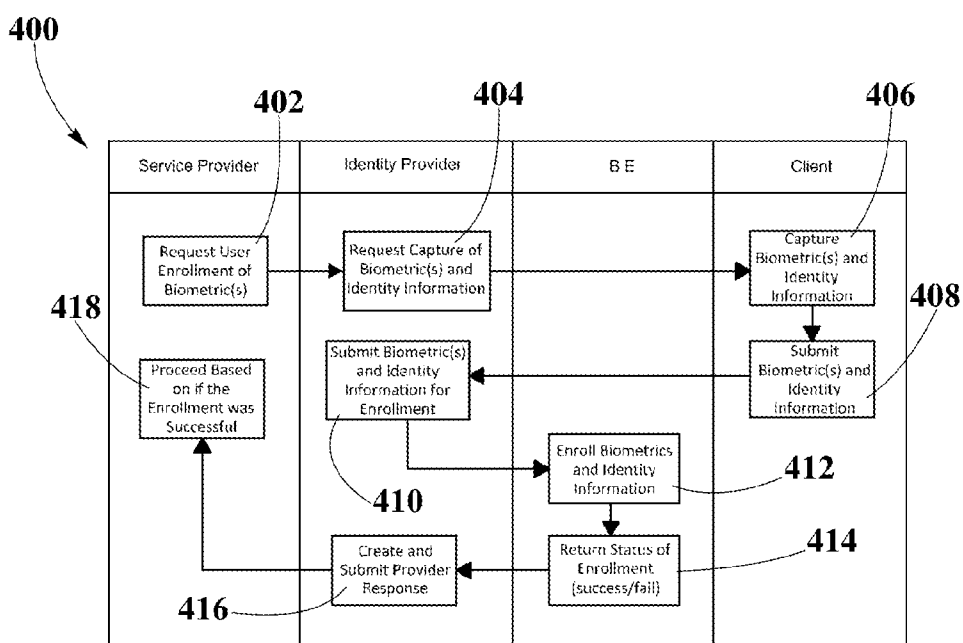 400
402
404
406
Service Provider
Identity Provider
B E
Client
Request User
Enrollment of
Biometric(s)
Request Capture of
Biometric(s) and
Identity Information
Capture
Biometric(s) and
Identity
Information
418
408
Proceed Based
on if the
Enrollment was
Successful
Submit Biometric(s)
and Identity
Information for
Enrollment
Submit
Biometric(s) and
Identity
Information
410
Enroll Biometrics
and Identity
Information
412
416
Create and
Submit Provider
Response
Return Status of
Enrollment
(success/fail)
414